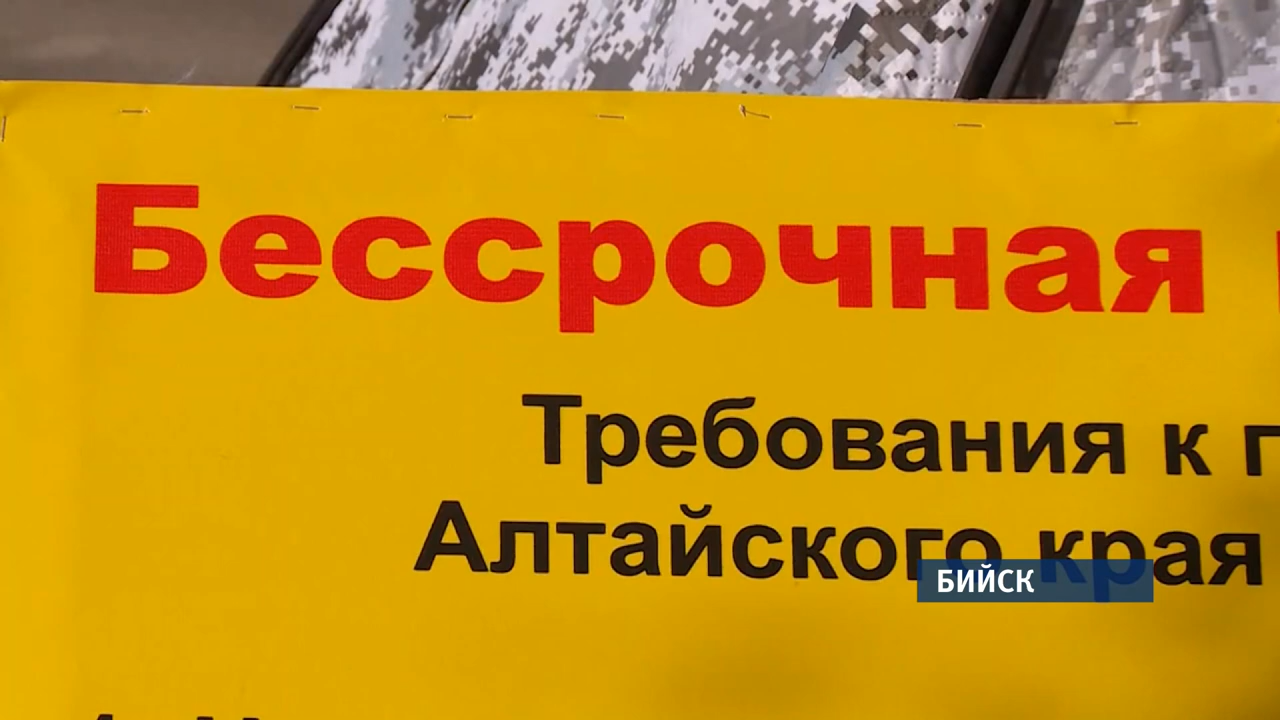 Бессрочная
Требования к
Алтайского края
БИЙСК